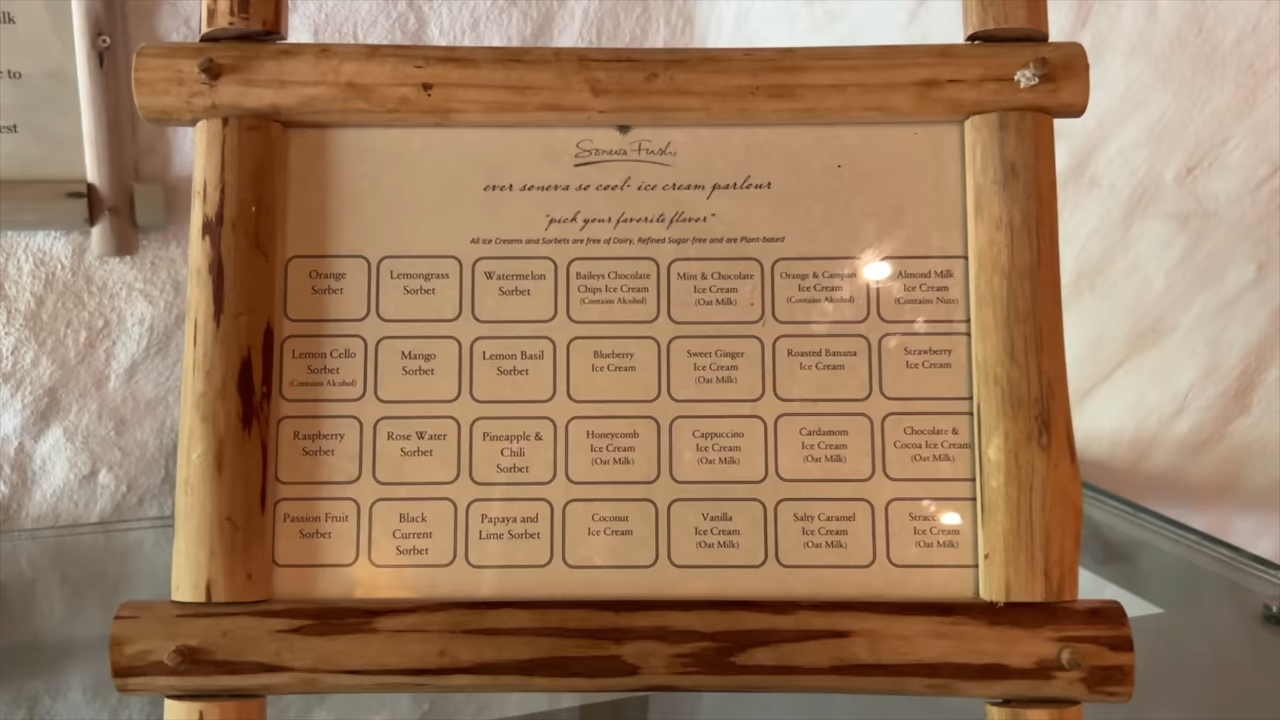 lk
to
est
Soneva Fushi
ever soneva so cool- ice cream parlour
"pick your favorite flavor"
All Ice Creams and Sorbets are free of Dairy, Refined Sugar-free and are Plant-based
Orange
Sorbet
Lemongrass
Sorbet
Watermelon
Sorbet
Baileys Chocolate
Chips Ice Cream
(Contains Alcohol)
Mint & Chocolate
Ice Cream
(Oat Milk)
Orange & Campari
Ice Cream
(Contains Alcohol)
Almond Milk
Ice Cream
(Contains Nuts)
Lemon Cello
Sorbet
(Contains Alcohol)
Mango
Sorbet
Lemon Basil
Sorbet
Blueberry
Ice Cream
Sweet Ginger
Ice Cream
(Oat Milk)
Roasted Banana
Ice Cream
Strawberry
Ice Cream
Raspberry
Sorbet
Rose Water
Sorbet
Pineapple &
Chili
Sorbet
Honeycomb
Ice Cream
(Oat Milk)
Cappuccino
Ice Cream
(Oat Milk)
Cardamom
Ice Cream
(Oat Milk)
Chocolate &
Cocoa Ice Cream
(Oat Milk)
Passion Fruit
Sorbet
Black
Current
Sorbet
Papaya and
Lime Sorbet
Coconut
Ice Cream
Vanilla
Ice Cream
(Oat Milk)
Salty Caramel
Ice Cream
(Oat Milk)
Ice Cream
(Oat Milk)